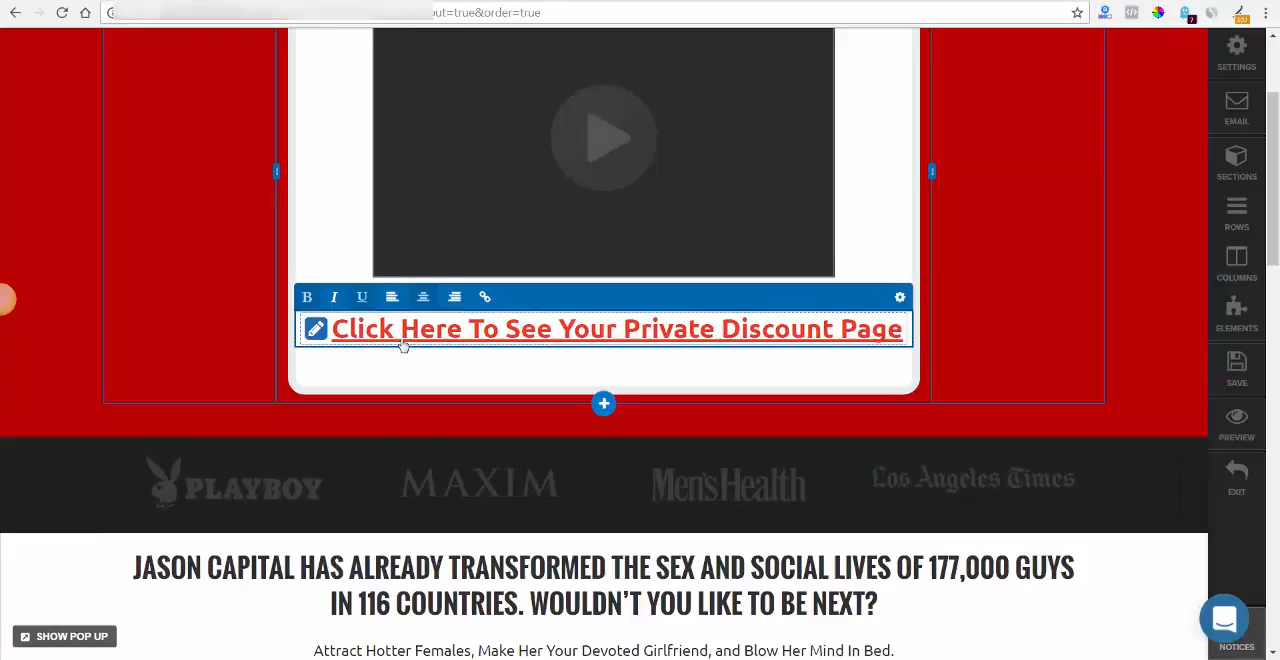 out=true&order=true
7
SETTINGS
EMAIL
SECTIONS
ROWS
COLUMNS
ELEMENTS
SAVE
PREVIEW
EXIT
B I U
Click Here To See Your Private Discount Page
PLAYBOY MAXIM Men'sHealth Los Angeles Times
JASON CAPITAL HAS ALREADY TRANSFORMED THE SEX AND SOCIAL LIVES OF 177,000 GUYS
IN 116 COUNTRIES. WOULDN'T YOU LIKE TO BE NEXT?
SHOW POP UP
Attract Hotter Females, Make Her Your Devoted Girlfriend, and Blow Her Mind In Bed.
NOTICES